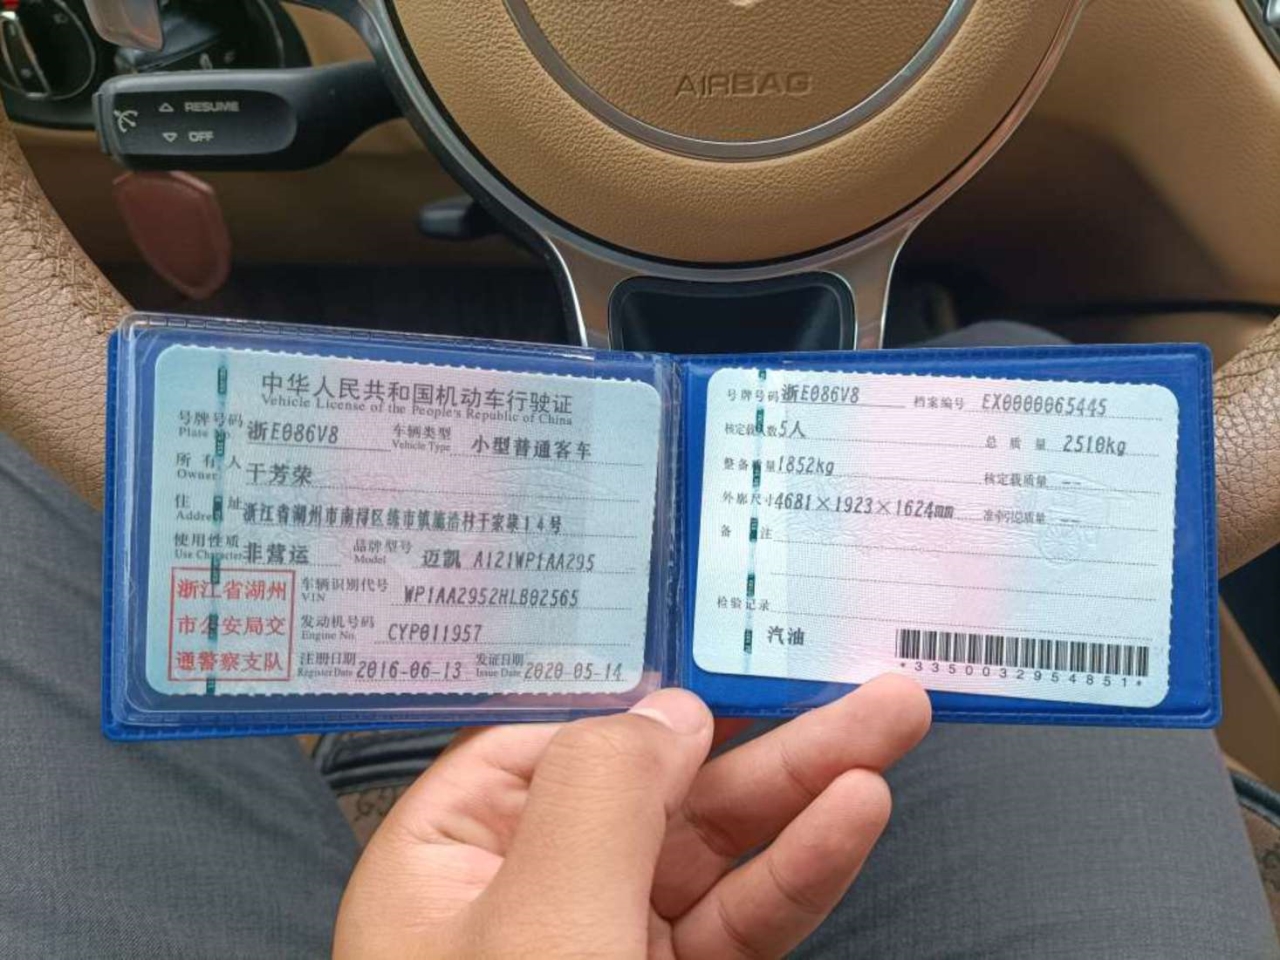 AIRBAG
RESUME
OFF
中华人民共和国机动车行驶证
Vehicle License of the People's Republic of China
号牌号码 浙E086V8 车辆类型 小型普通客车
Plate No. Vehicle Type
所有人 干芳荣
Owner
住址 浙江省湖州市南浔区练市镇施浩村干家埭14号
Address
使用性质 非营运 品牌型号 迈凯 A121WP1AA295
Use Character Model
浙江省湖州
市公安局交
通警察支队
车辆识别代号 WP1AA2952HLB02565
VIN
发动机号码 CYP011957
Engine No.
注册日期 2016-06-13 发证日期 2020-05-14
Register Date Issue Date
号牌号码 浙E086V8 档案编号 EX0000065445
核定载人数 5人 总质量 2510kg
整备质量 1852kg 核定载质量 --
外廓尺寸 4681×1923×1624mm 准牵引总质量 --
备注
检验记录
汽油
*3350032954851*